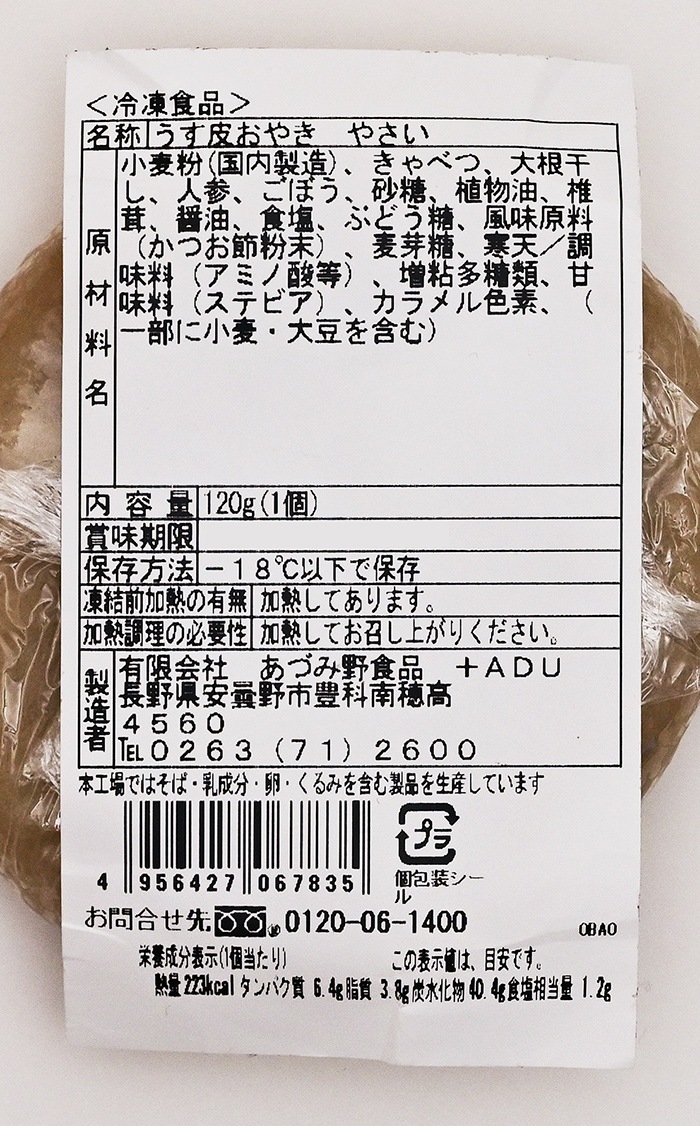 ＜冷凍食品＞
名称 うす皮おやき　やさい
原材料名
小麦粉(国内製造)、きゃべつ、大根干
し、人参、ごぼう、砂糖、植物油、椎
茸、醤油、食塩、ぶどう糖、風味原料
（かつお節粉末）、麦芽糖、寒天／調
味料（アミノ酸等）、増粘多糖類、甘
味料（ステビア）、カラメル色素、（
一部に小麦・大豆を含む）
内容量 120g(1個)
賞味期限
保存方法 －１８℃以下で保存
凍結前加熱の有無 加熱してあります。
加熱調理の必要性 加熱してお召し上がりください。
製造者
有限会社　あづみ野食品　＋ＡＤＵ
長野県安曇野市豊科南穂高
４５６０
℡０２６３（７１）２６００
本工場ではそば・乳成分・卵・くるみを含む製品を生産しています
4 956427 067835
プラ
個包装シー
ル
お問合せ先 0120-06-1400
OBAO
栄養成分表示(1個当たり)　この表示値は、目安です。
熱量 223kcal タンパク質 6.4g 脂質 3.8g 炭水化物 40.4g 食塩相当量 1.2g